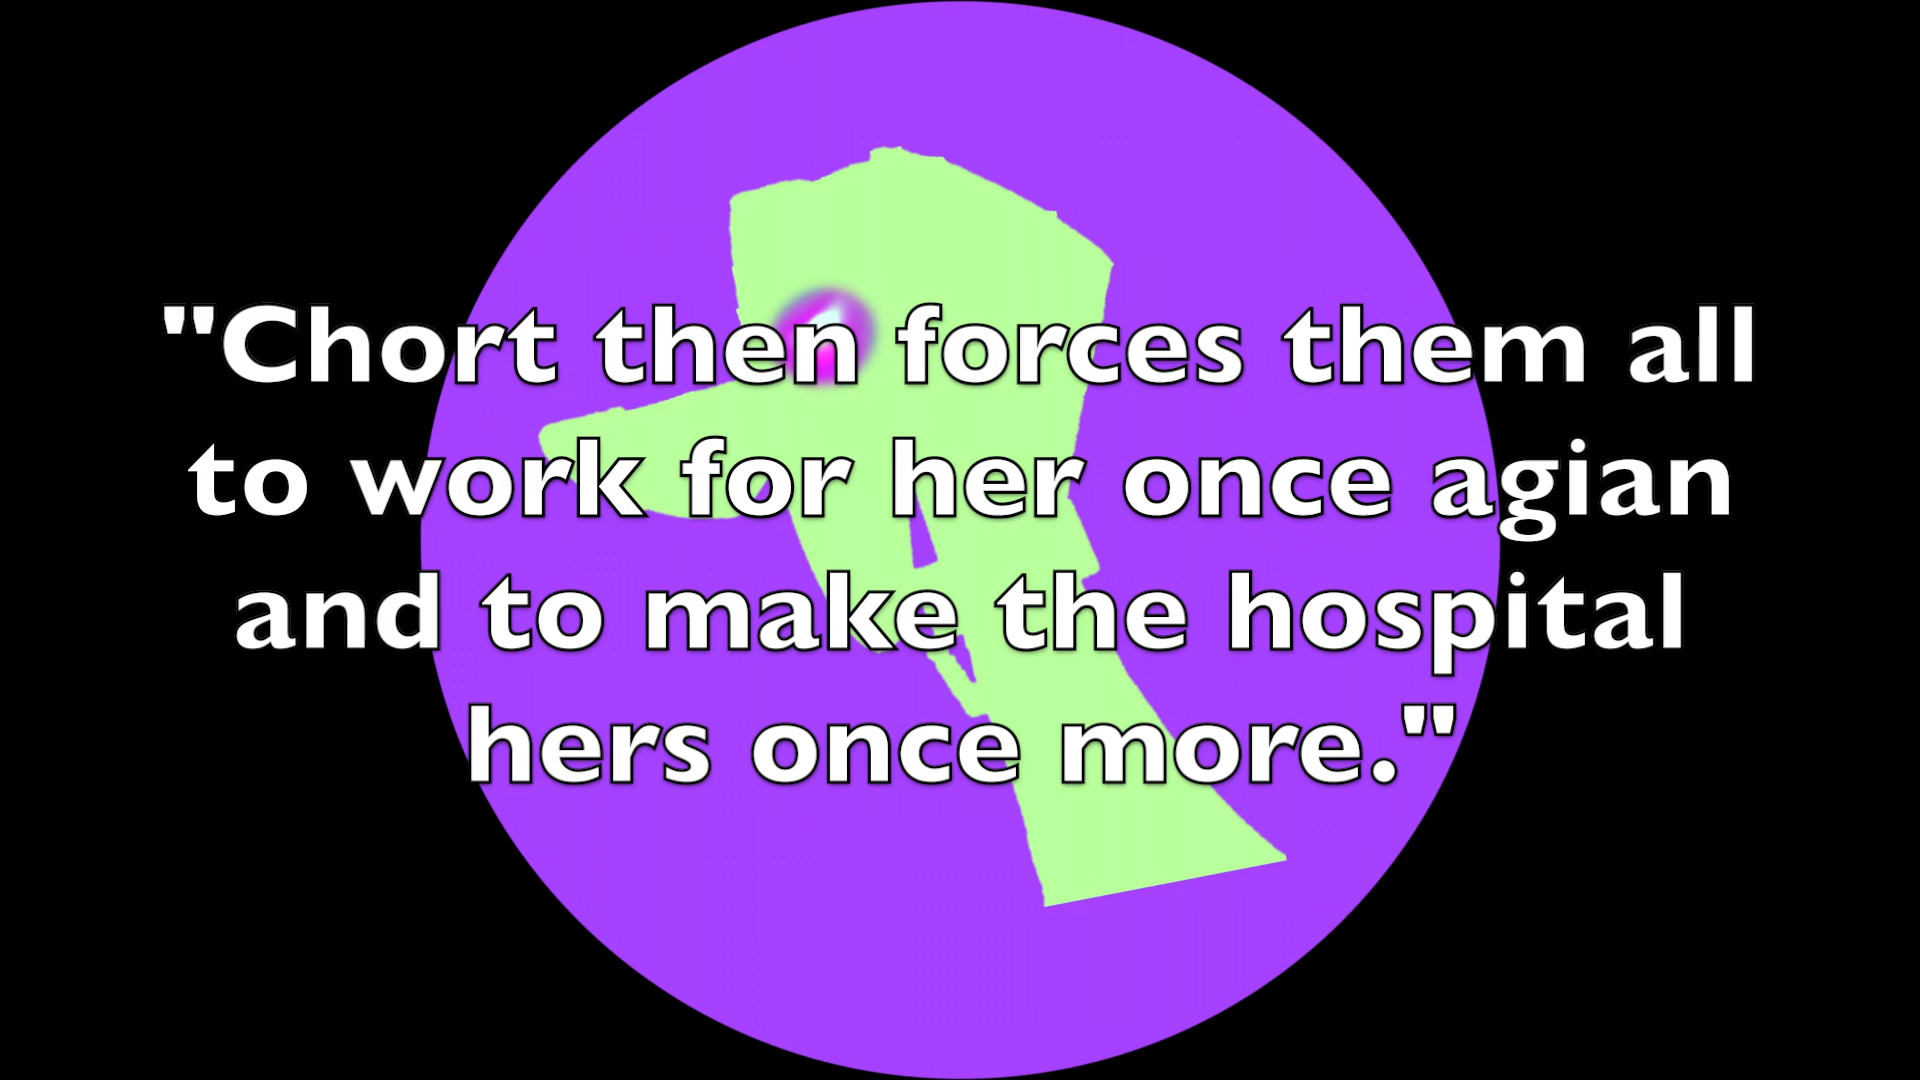 "Chort then forces them all
to work for her once agian
and to make the hospital
hers once more."